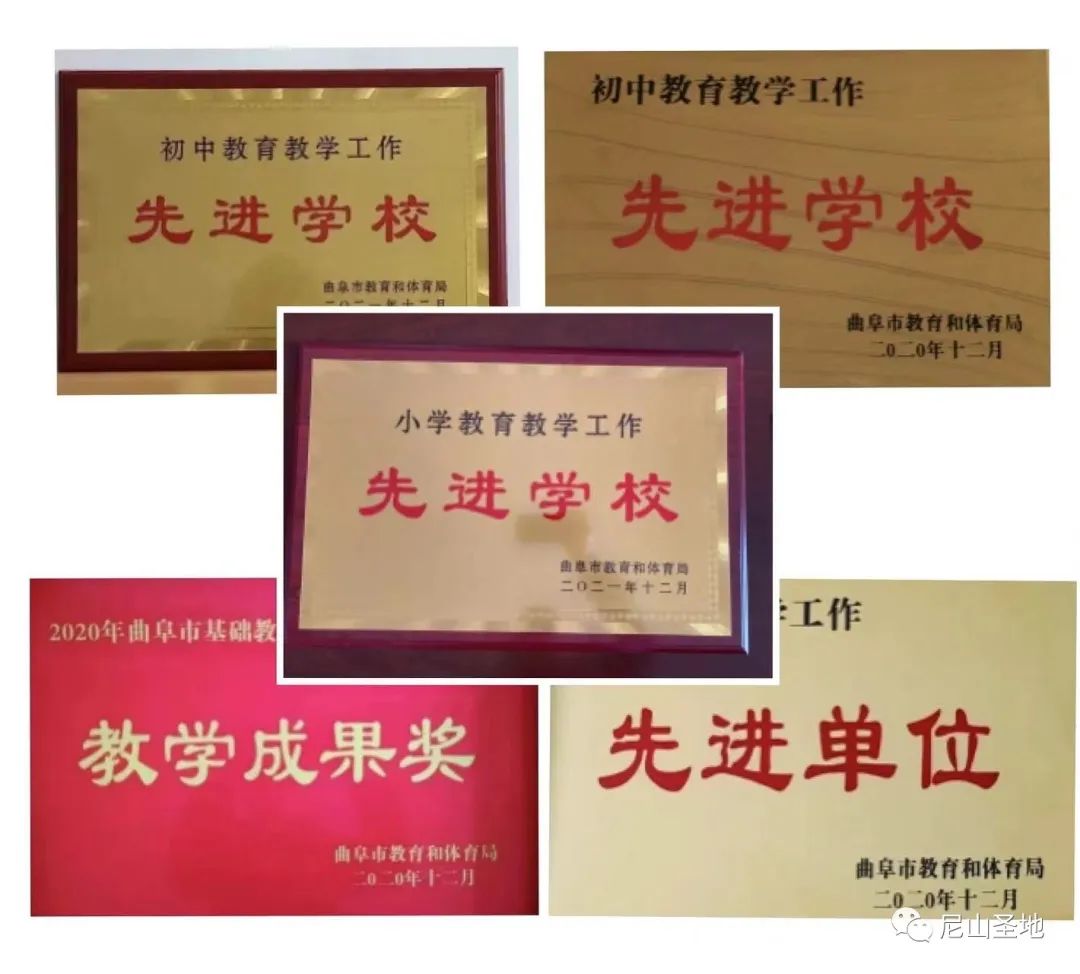 初中教育教学工作
先进学校
曲阜市教育和体育局
二〇二一年十二月
初中教育教学工作
先进学校
曲阜市教育和体育局
二〇二〇年十二月
小学教育教学工作
先进学校
曲阜市教育和体育局
二〇二一年十二月
2020年曲阜市基础教
教学成果奖
曲阜市教育和体育局
二〇二〇年十二月
工作
先进单位
曲阜市教育和体育局
二〇二〇年十二月
尼山圣地